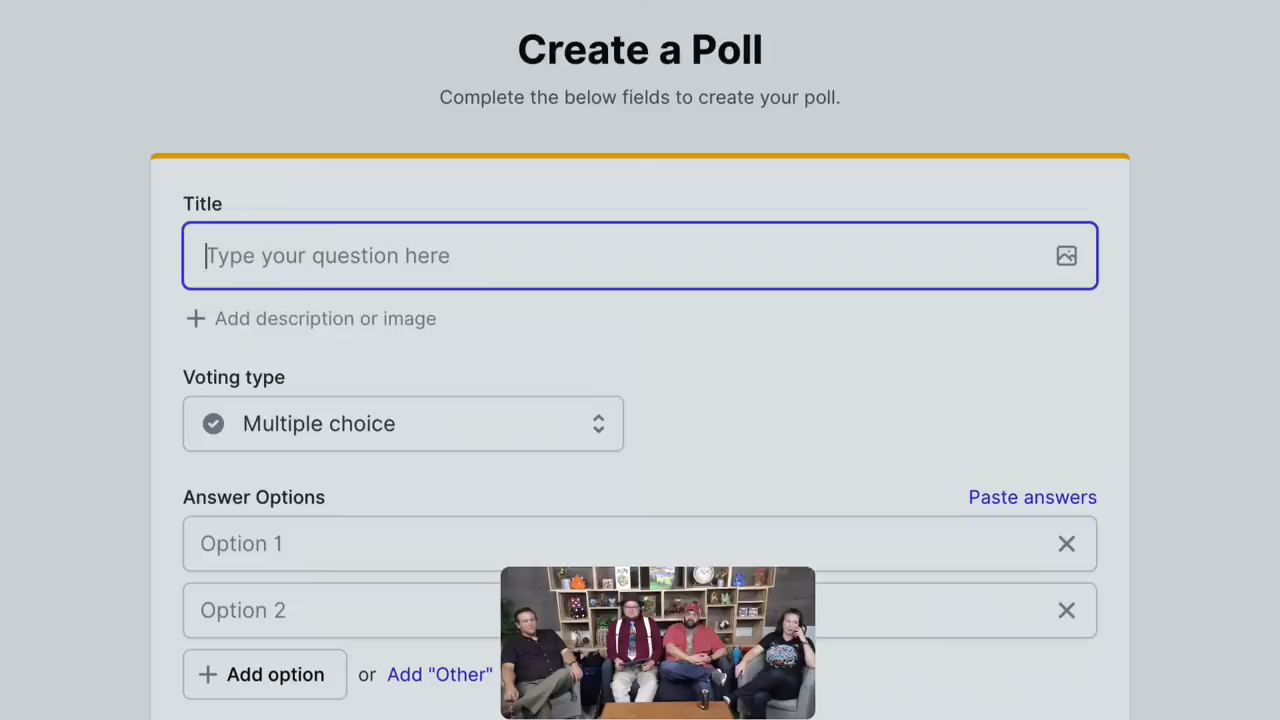 Create a Poll
Complete the below fields to create your poll.
Title
Type your question here
Add description or image
Voting type
Multiple choice
Answer Options
Paste answers
Option 1
Option 2
Add option or Add "Other"